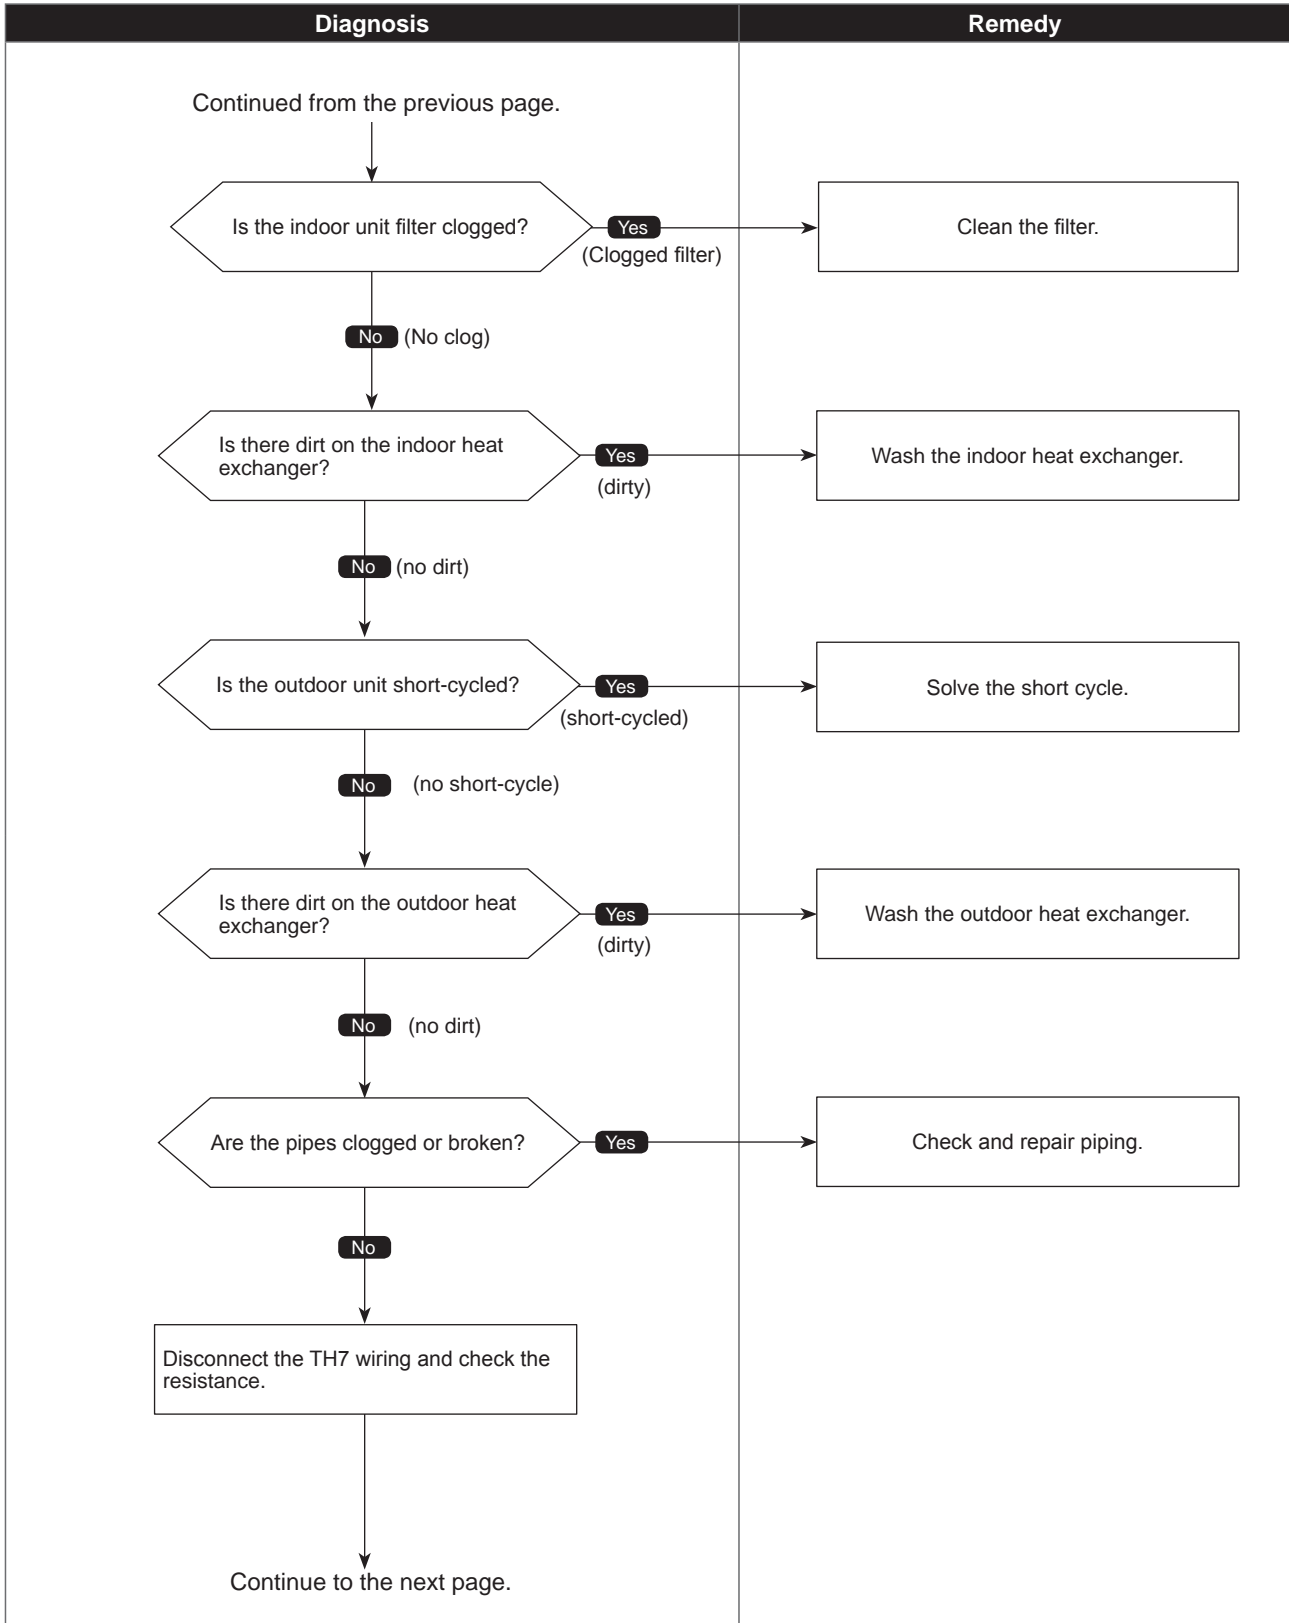 Diagnosis
Remedy
Continued from the previous page.
Is the indoor unit filter clogged?
Yes
(Clogged filter)
Clean the filter.
No (No clog)
Is there dirt on the indoor heat
exchanger?
Yes
(dirty)
Wash the indoor heat exchanger.
No (no dirt)
Is the outdoor unit short-cycled?
Yes
(short-cycled)
Solve the short cycle.
No (no short-cycle)
Is there dirt on the outdoor heat
exchanger?
Yes
(dirty)
Wash the outdoor heat exchanger.
No (no dirt)
Are the pipes clogged or broken?
Yes
Check and repair piping.
No
Disconnect the TH7 wiring and check the
resistance.
Continue to the next page.